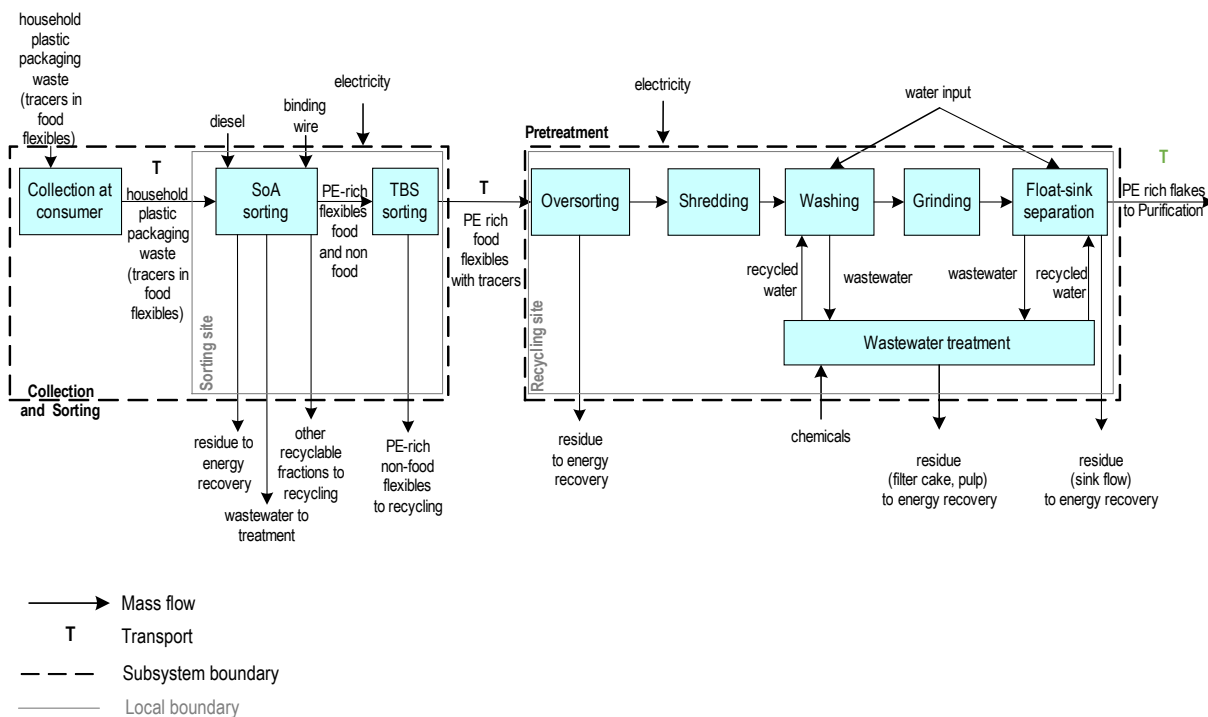 household
plastic
packaging
waste
(tracers in
food
flexibles)
T
diesel
binding
wire
electricity
Collection at
consumer
household
plastic
packaging
waste
(tracers in
food
flexibles)
SoA
sorting
PE-rich
flexibles
food
and non
food
TBS
sorting
Sorting site
Collection
and Sorting
residue to
energy
recovery
wastewater to
treatment
other
recyclable
fractions to
recycling
PE-rich
non-food
flexibles
to recycling
T
PE rich
food
flexibles
with tracers
Pretreatment
electricity
water input
Oversorting
Shredding
Washing
Grinding
Float-sink
separation
T
PE rich flakes
to Purification
recycled
water
wastewater
wastewater
recycled
water
Wastewater treatment
Recycling site
residue
to energy
recovery
chemicals
residue
(filter cake, pulp)
to energy recovery
residue
(sink flow)
to energy recovery
Mass flow
T
Transport
Subsystem boundary
Local boundary